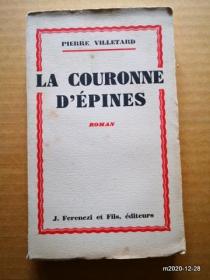 PIERRE VILLETARD
LA COURONNE
D'ÉPINES
ROMAN
J. Ferenczi et Fils, éditeurs
m2020-12-28